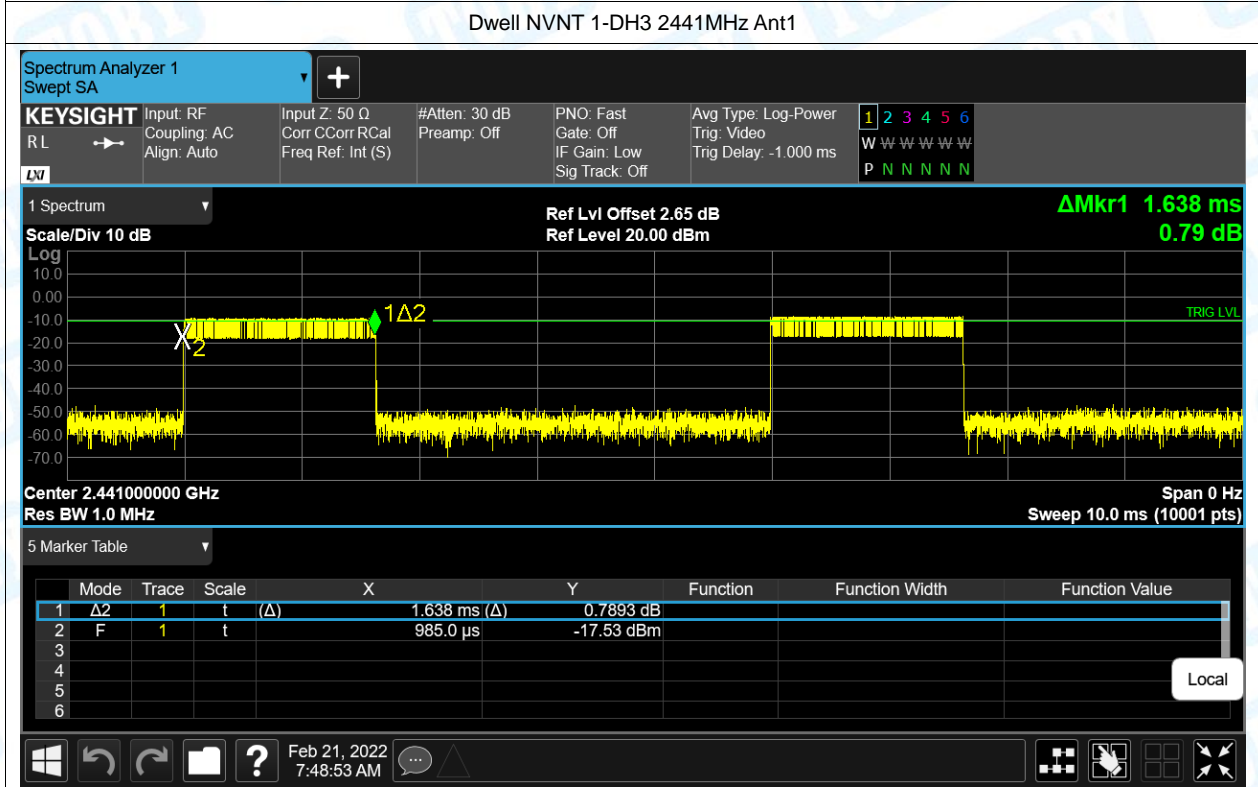 Dwell NVNT 1-DH3 2441MHz Ant1
Spectrum Analyzer 1
Swept SA
KEYSIGHT
R L
LXI
Input: RF
Coupling: AC
Align: Auto
Input Z: 50 Ω
Corr CCorr RCal
Freq Ref: Int (S)
#Atten: 30 dB
Preamp: Off
PNO: Fast
Gate: Off
IF Gain: Low
Sig Track: Off
Avg Type: Log-Power
Trig: Video
Trig Delay: -1.000 ms
1 2 3 4 5 6
W W W W W W
P N N N N N
1 Spectrum
Scale/Div 10 dB
Ref Lvl Offset 2.65 dB
Ref Level 20.00 dBm
ΔMkr1 1.638 ms
0.79 dB
Log
10.0
0.00
-10.0
-20.0
-30.0
-40.0
-50.0
-60.0
-70.0
1Δ2
2
TRIG LVL
Center 2.441000000 GHz
Span 0 Hz
Res BW 1.0 MHz
Sweep 10.0 ms (10001 pts)
5 Marker Table
Mode Trace Scale X Y Function Function Width Function Value
1 Δ2 1 t (Δ) 1.638 ms (Δ) 0.7893 dB
2 F 1 t 985.0 µs -17.53 dBm
3
4
5
6
Local
?
Feb 21, 2022
7:48:53 AM